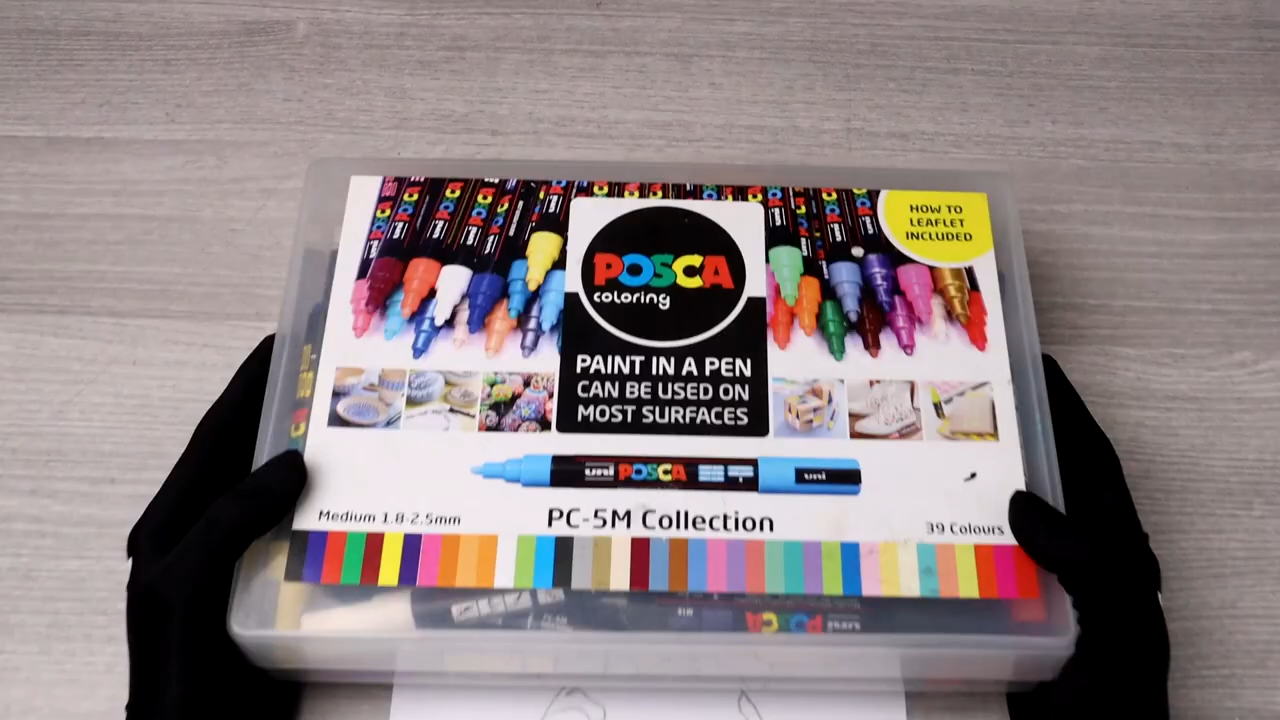 HOW TO
LEAFLET
INCLUDED
POSCA
coloring
PAINT IN A PEN
CAN BE USED ON
MOST SURFACES
uni POSCA
uni
Medium 1.8-2.5mm
PC-5M Collection
39 Colours
POSCA